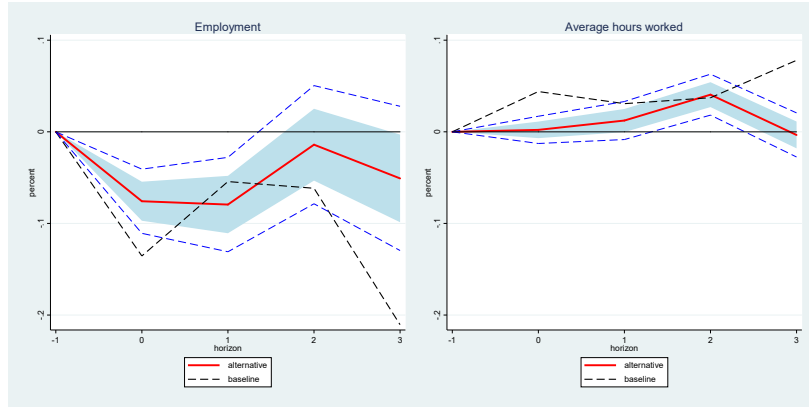 Employment
.1
0
-.1
-.2
percent
-1 0 1 2 3
horizon
alternative
baseline
Average hours worked
.1
0
-.1
-.2
percent
-1 0 1 2 3
horizon
alternative
baseline